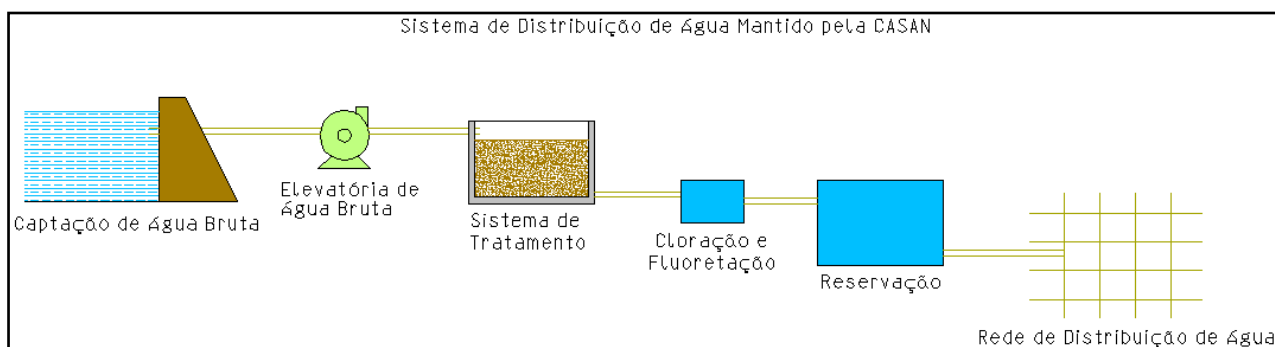 Sistema de Distribuição de Água Mantido pela CASAN
Captação de Água Bruta
Elevatória de
Água Bruta
Sistema de
Tratamento
Cloração e
Fluoretação
Reservação
Rede de Distribuição de Água